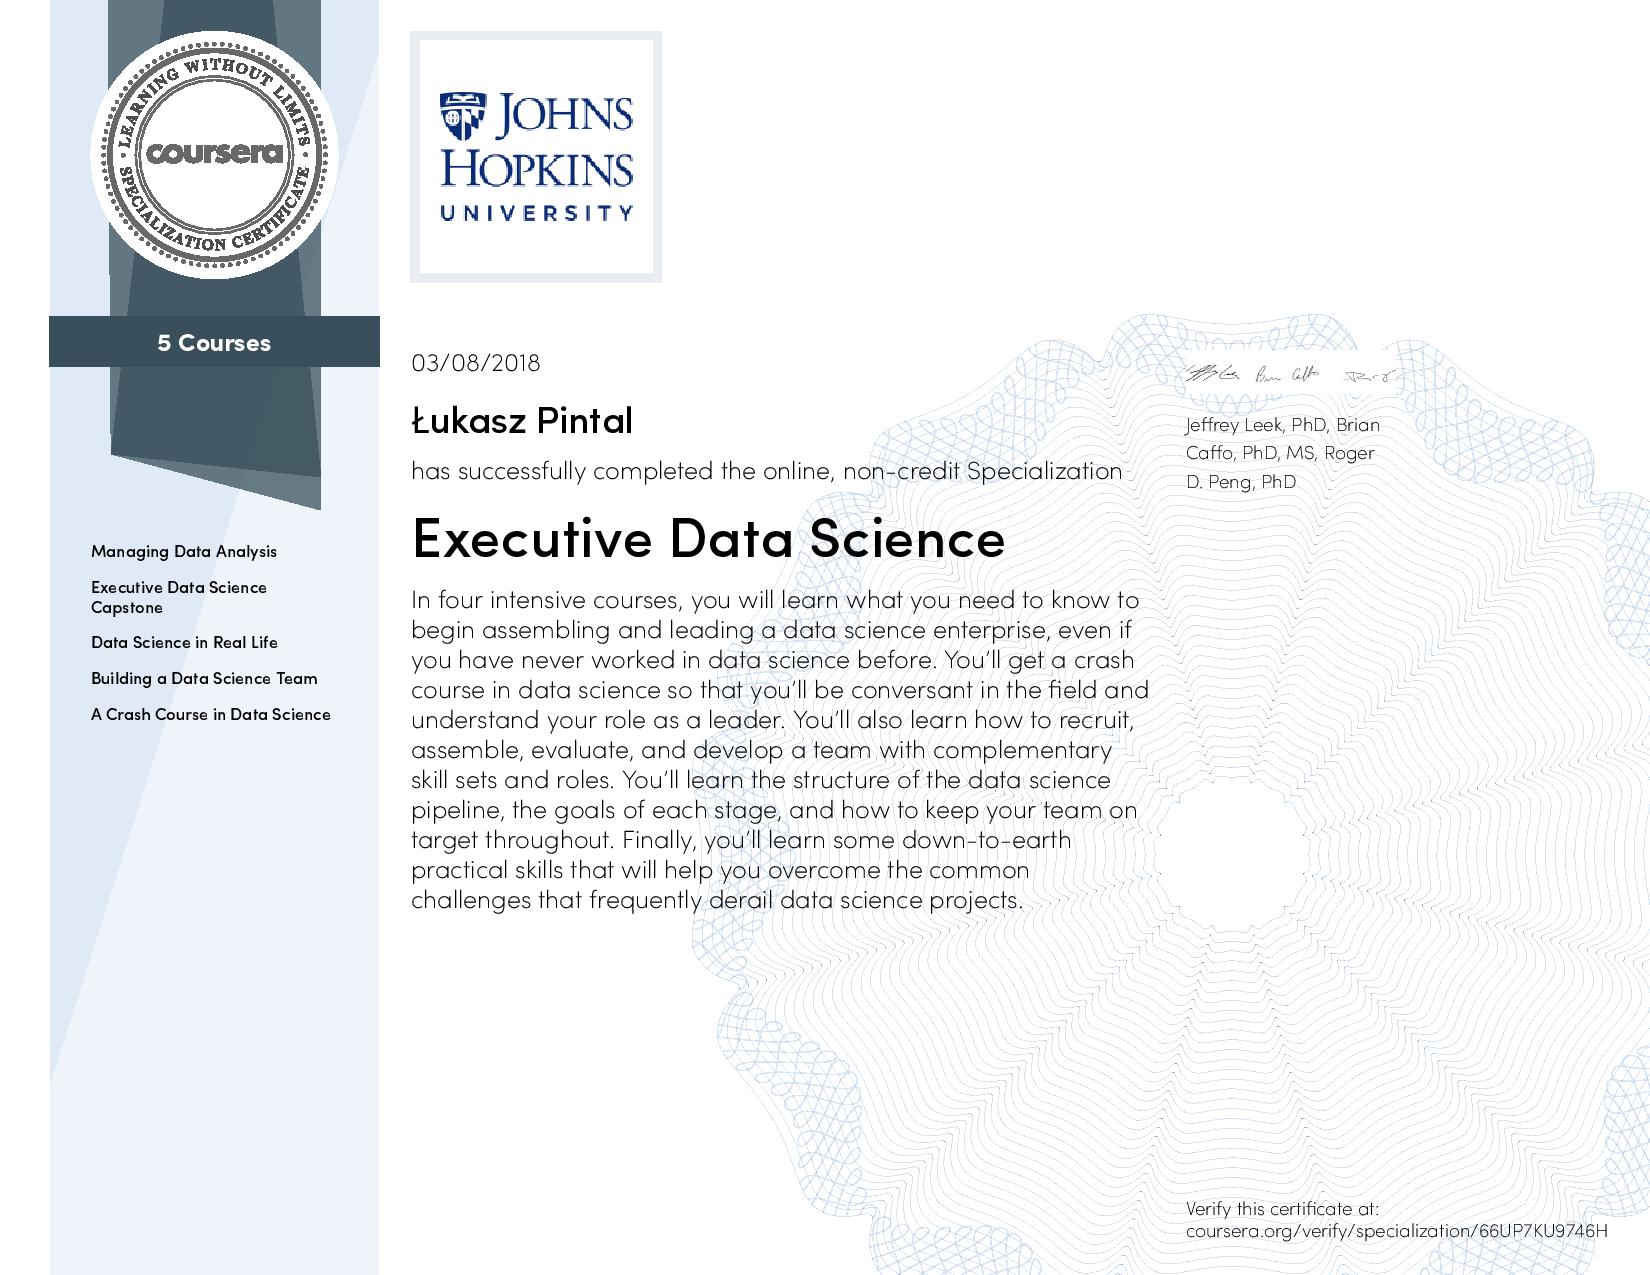 LEARNING WITHOUT LIMITS
coursera
SPECIALIZATION CERTIFICATE
5 Courses
Managing Data Analysis
Executive Data Science
Capstone
Data Science in Real Life
Building a Data Science Team
A Crash Course in Data Science
JOHNS
HOPKINS
UNIVERSITY
03/08/2018
Łukasz Pintal
has successfully completed the online, non-credit Specialization
Executive Data Science
In four intensive courses, you will learn what you need to know to
begin assembling and leading a data science enterprise, even if
you have never worked in data science before. You'll get a crash
course in data science so that you'll be conversant in the field and
understand your role as a leader. You'll also learn how to recruit,
assemble, evaluate, and develop a team with complementary
skill sets and roles. You'll learn the structure of the data science
pipeline, the goals of each stage, and how to keep your team on
target throughout. Finally, you'll learn some down-to-earth
practical skills that will help you overcome the common
challenges that frequently derail data science projects.
Jeffrey Leek, PhD, Brian
Caffo, PhD, MS, Roger
D. Peng, PhD
Verify this certificate at:
coursera.org/verify/specialization/66UP7KU9746H